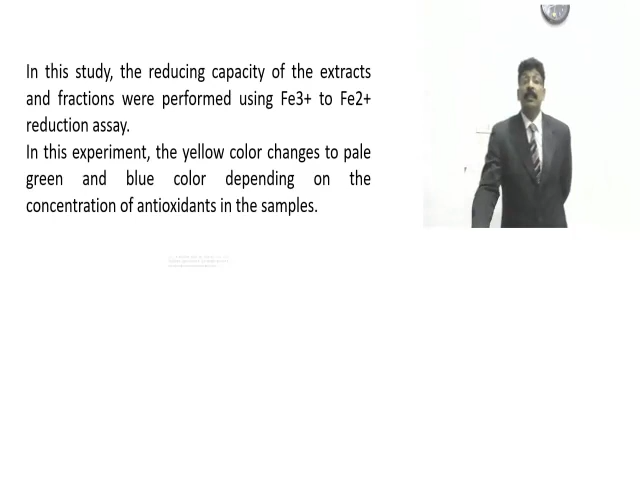 In this study, the reducing capacity of the extracts
and fractions were performed using Fe3+ to Fe2+
reduction assay.
In this experiment, the yellow color changes to pale
green and blue color depending on the
concentration of antioxidants in the samples.